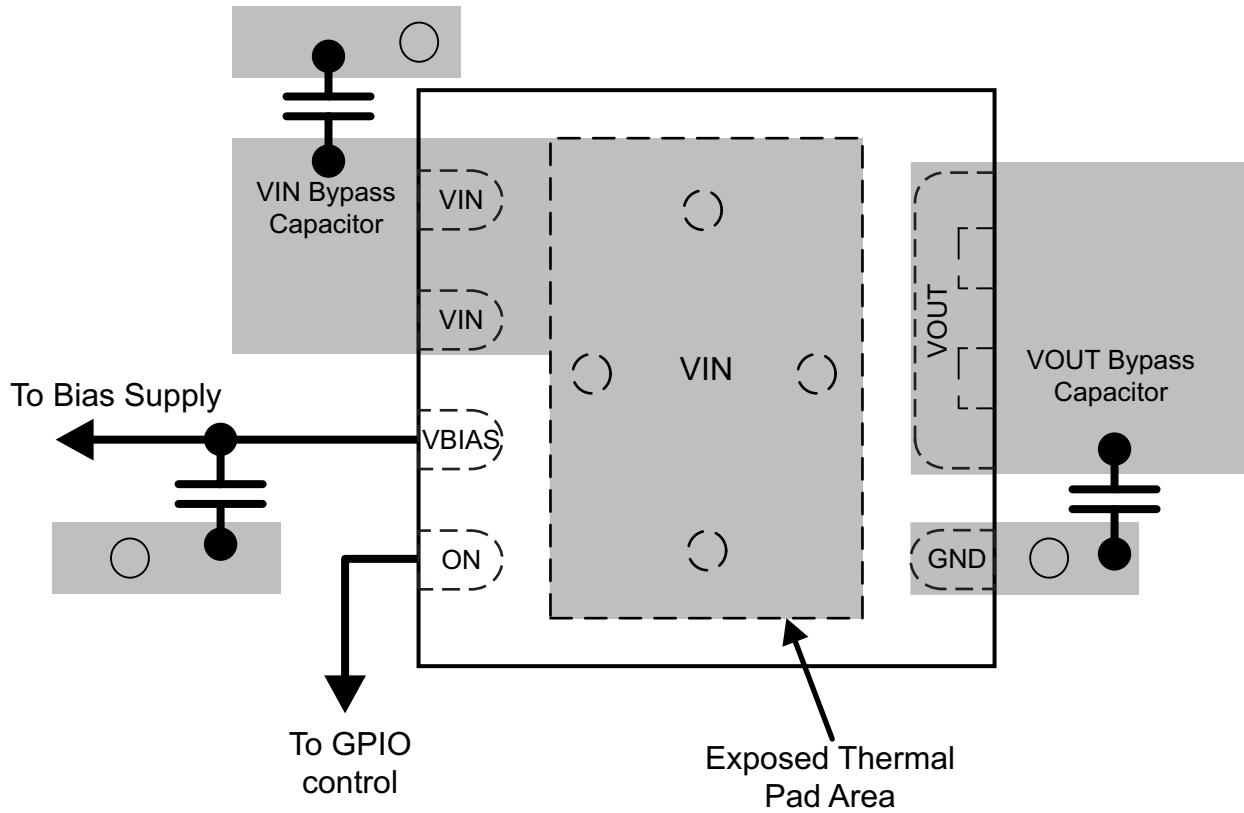 VIN Bypass
Capacitor
VIN
VIN
VIN
VOUT
VOUT Bypass
Capacitor
To Bias Supply
VBIAS
ON
GND
To GPIO
control
Exposed Thermal
Pad Area